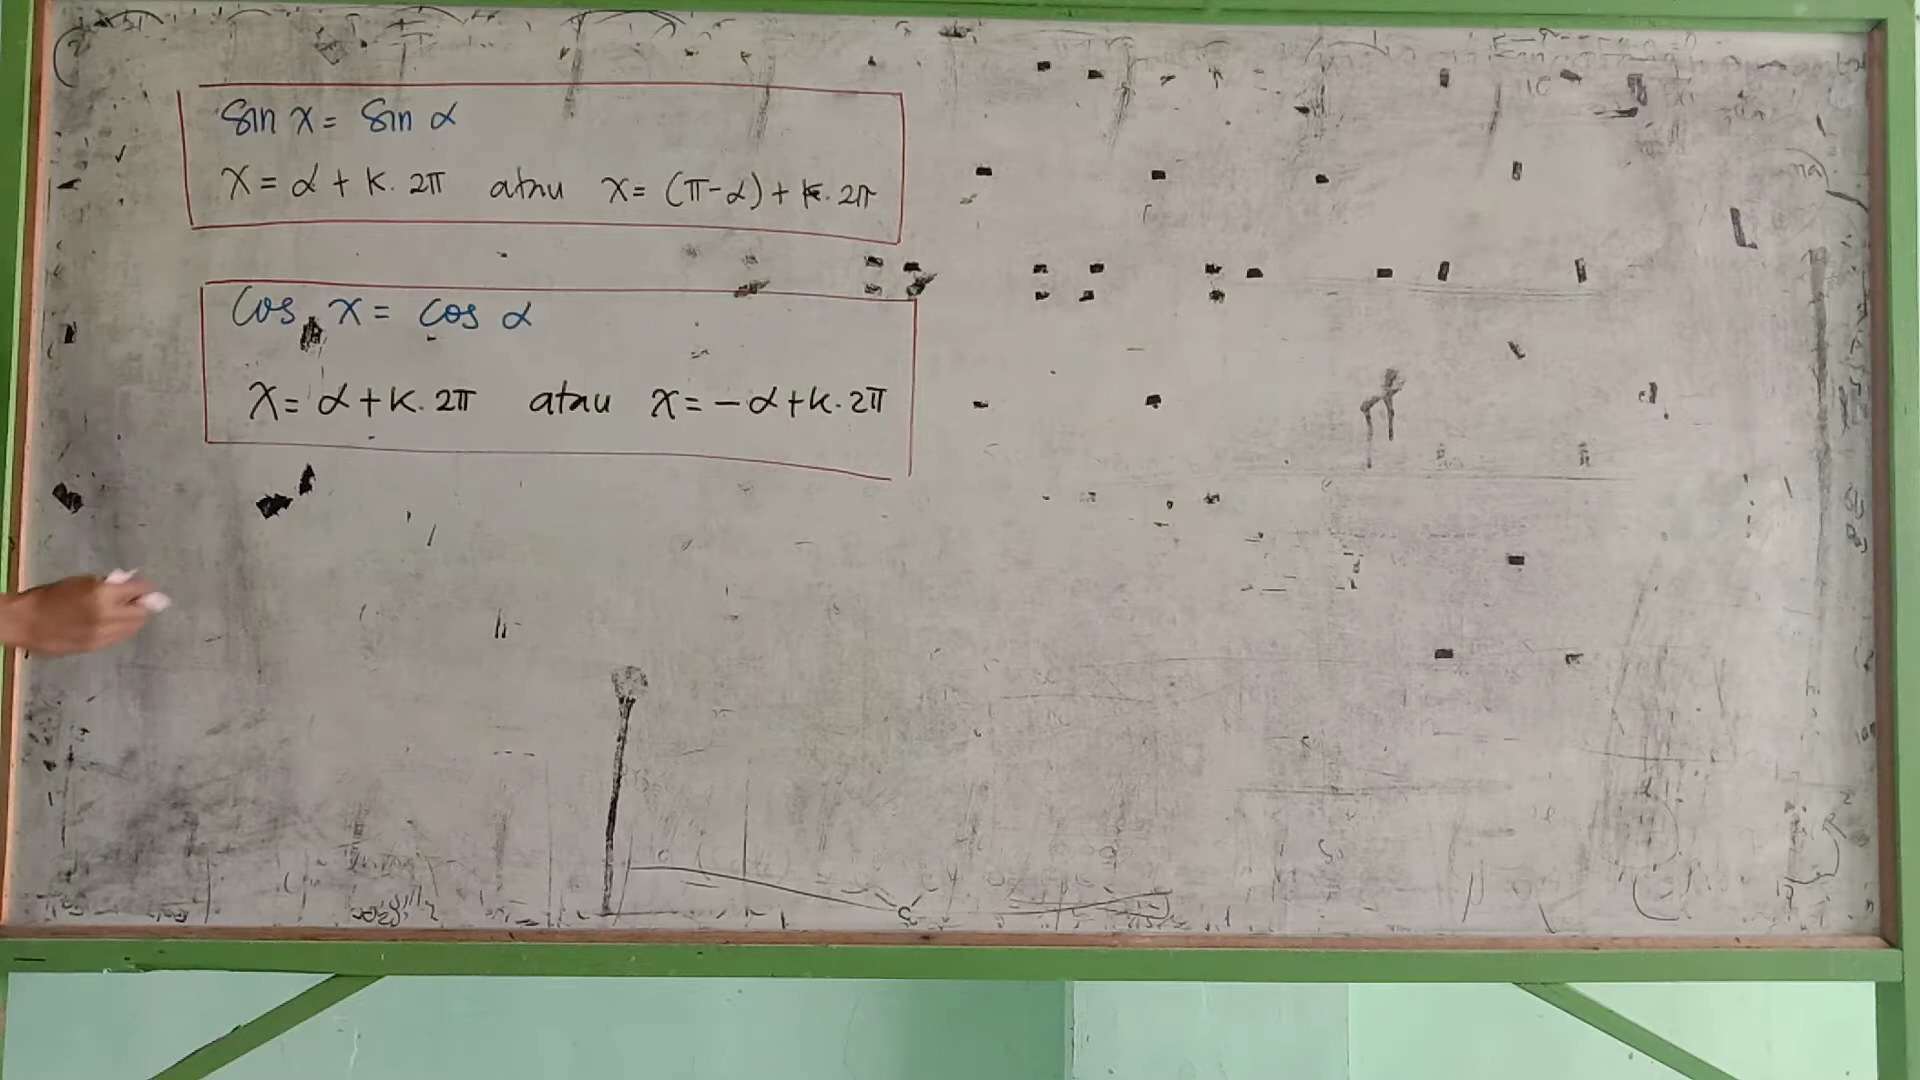 Sin x = Sin α
x = α + k. 2π atau x = (π-α) + k. 2π
Cos x = Cos α
x = α + k. 2π atau x = -α + k. 2π